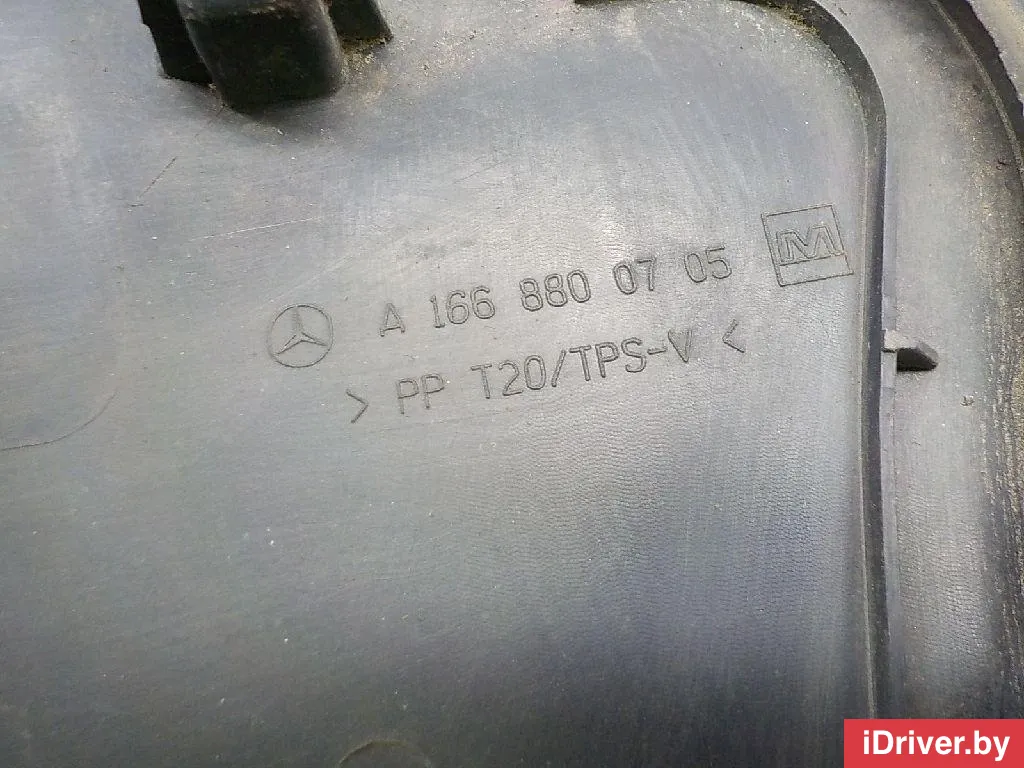 A 166 880 07 05
> PP T20/TPS-V <
iDriver.by